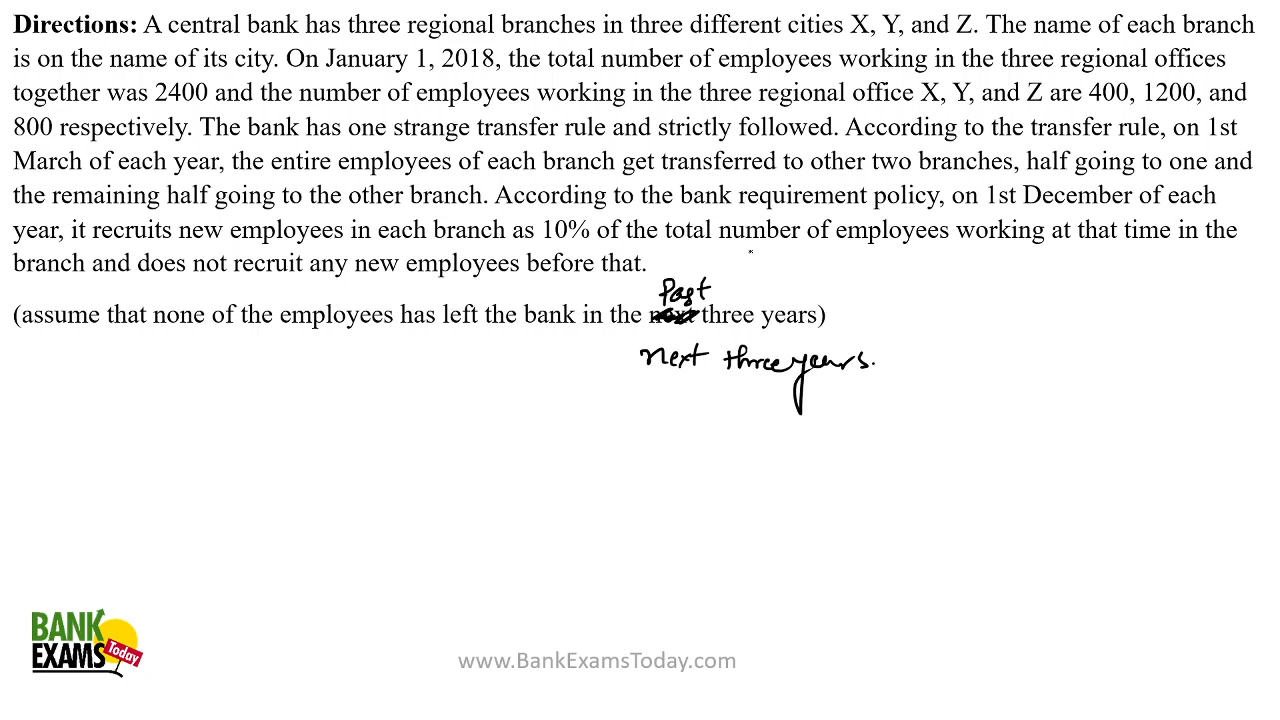 Directions: A central bank has three regional branches in three different cities X, Y, and Z. The name of each branch
is on the name of its city. On January 1, 2018, the total number of employees working in the three regional offices
together was 2400 and the number of employees working in the three regional office X, Y, and Z are 400, 1200, and
800 respectively. The bank has one strange transfer rule and strictly followed. According to the transfer rule, on 1st
March of each year, the entire employees of each branch get transferred to other two branches, half going to one and
the remaining half going to the other branch. According to the bank requirement policy, on 1st December of each
year, it recruits new employees in each branch as 10% of the total number of employees working at that time in the
branch and does not recruit any new employees before that.
Past
(assume that none of the employees has left the bank in the next three years)
next three years.
BANK
EXAMS Today
www.BankExamsToday.com